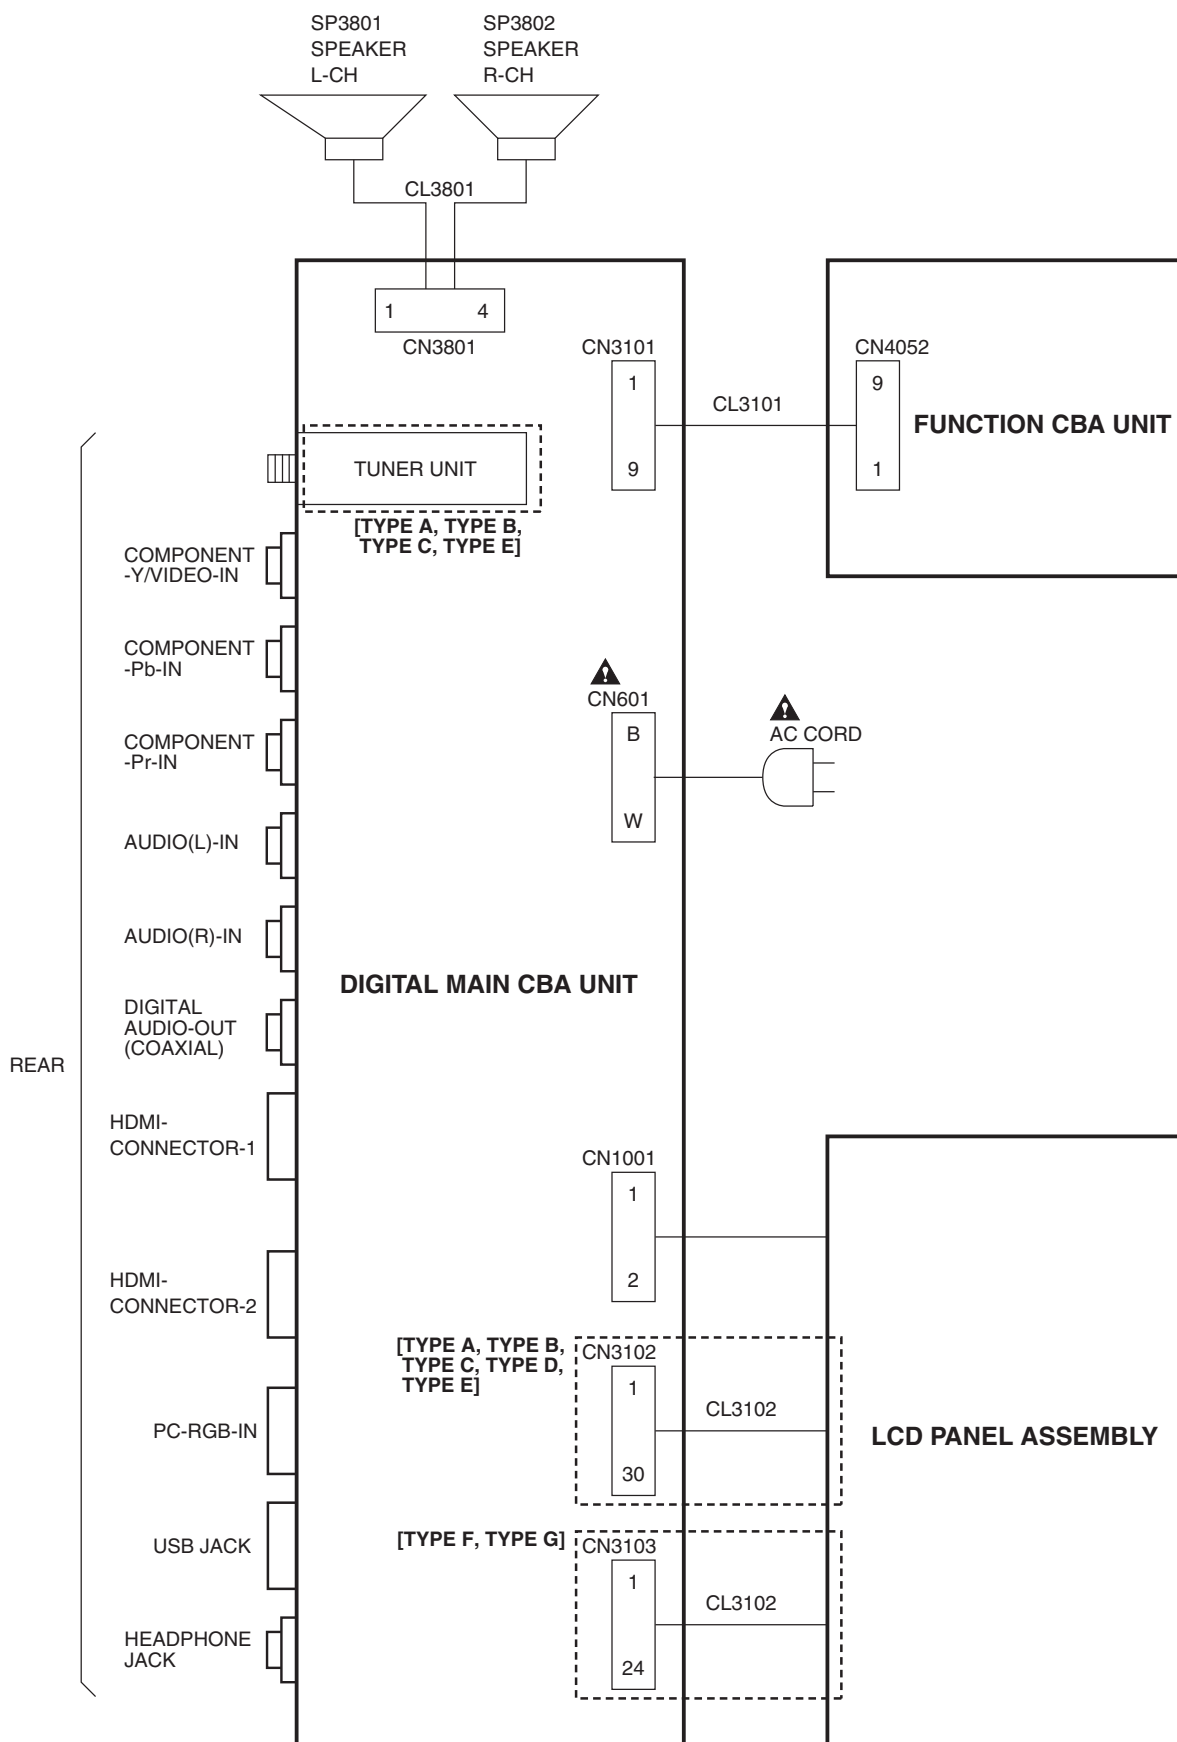 SP3801
SPEAKER
L-CH
SP3802
SPEAKER
R-CH
CL3801
1 4
CN3801
CN3101
1
9
CL3101
CN4052
9
1
FUNCTION CBA UNIT
TUNER UNIT
[TYPE A, TYPE B,
TYPE C, TYPE E]
COMPONENT
-Y/VIDEO-IN
COMPONENT
-Pb-IN
COMPONENT
-Pr-IN
AUDIO(L)-IN
AUDIO(R)-IN
DIGITAL
AUDIO-OUT
(COAXIAL)
REAR
HDMI-
CONNECTOR-1
HDMI-
CONNECTOR-2
PC-RGB-IN
USB JACK
HEADPHONE
JACK
!
CN601
B
W
!
AC CORD
DIGITAL MAIN CBA UNIT
CN1001
1
2
[TYPE A, TYPE B,
TYPE C, TYPE D,
TYPE E]
CN3102
1
30
CL3102
LCD PANEL ASSEMBLY
[TYPE F, TYPE G]
CN3103
1
24
CL3102